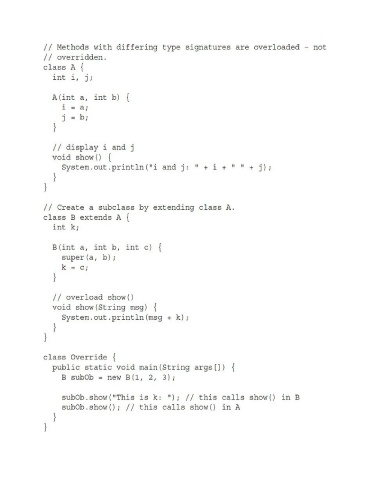 // Methods with differing type signatures are overloaded – not
// overridden.
class A {
  int i, j;

  A(int a, int b) {
    i = a;
    j = b;
  }

  // display i and j
  void show() {
    System.out.println("i and j: " + i + " " + j);
  }
}

// Create a subclass by extending class A.
class B extends A {
  int k;

  B(int a, int b, int c) {
    super(a, b);
    k = c;
  }

  // overload show()
  void show(String msg) {
    System.out.println(msg + k);
  }
}

class Override {
  public static void main(String args[]) {
    B subOb = new B(1, 2, 3);

    subOb.show("This is k: "); // this calls show() in B
    subOb.show(); // this calls show() in A
  }
}